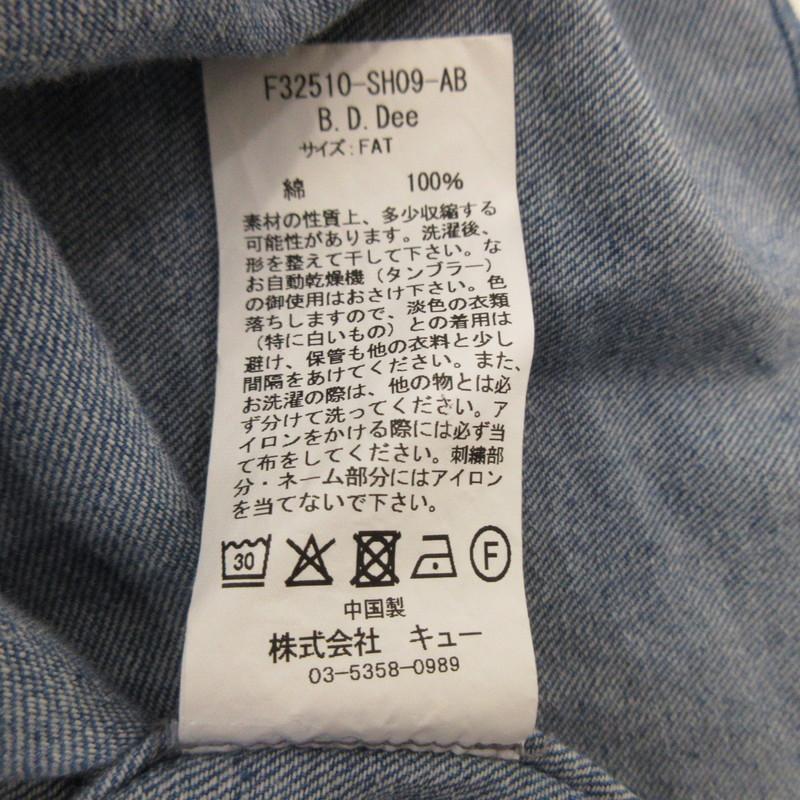 F32510-SH09-AB
B.D.Dee
サイズ:FAT
綿 100%
素材の性質上、多少収縮する
可能性があります。洗濯後、
形を整えて干して下さい。な
お自動乾燥機（タンブラー）
の御使用はおさけ下さい。色
落ちしますので、淡色の衣類
（特に白いもの）との着用は
避け、保管も他の衣料と少し
間隔をあけてください。また、
お洗濯の際は、他の物とは必
ず分けて洗ってください。ア
イロンをかける際には必ず当
て布をしてください。刺繍部
分・ネーム部分にはアイロン
を当てないで下さい。
30 F
中国製
株式会社 キュー
03-5358-0989